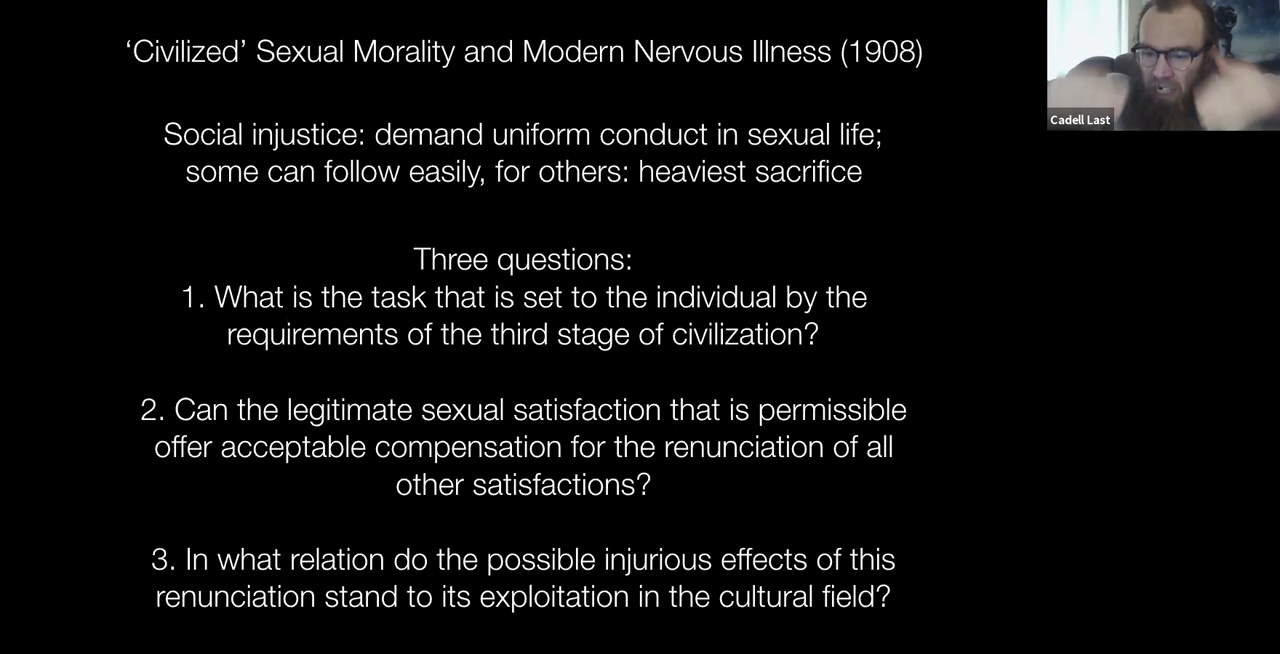 ‘Civilized’ Sexual Morality and Modern Nervous Illness (1908)
Social injustice: demand uniform conduct in sexual life;
some can follow easily, for others: heaviest sacrifice
Three questions:
1. What is the task that is set to the individual by the
requirements of the third stage of civilization?
2. Can the legitimate sexual satisfaction that is permissible
offer acceptable compensation for the renunciation of all
other satisfactions?
3. In what relation do the possible injurious effects of this
renunciation stand to its exploitation in the cultural field?
Cadell Last